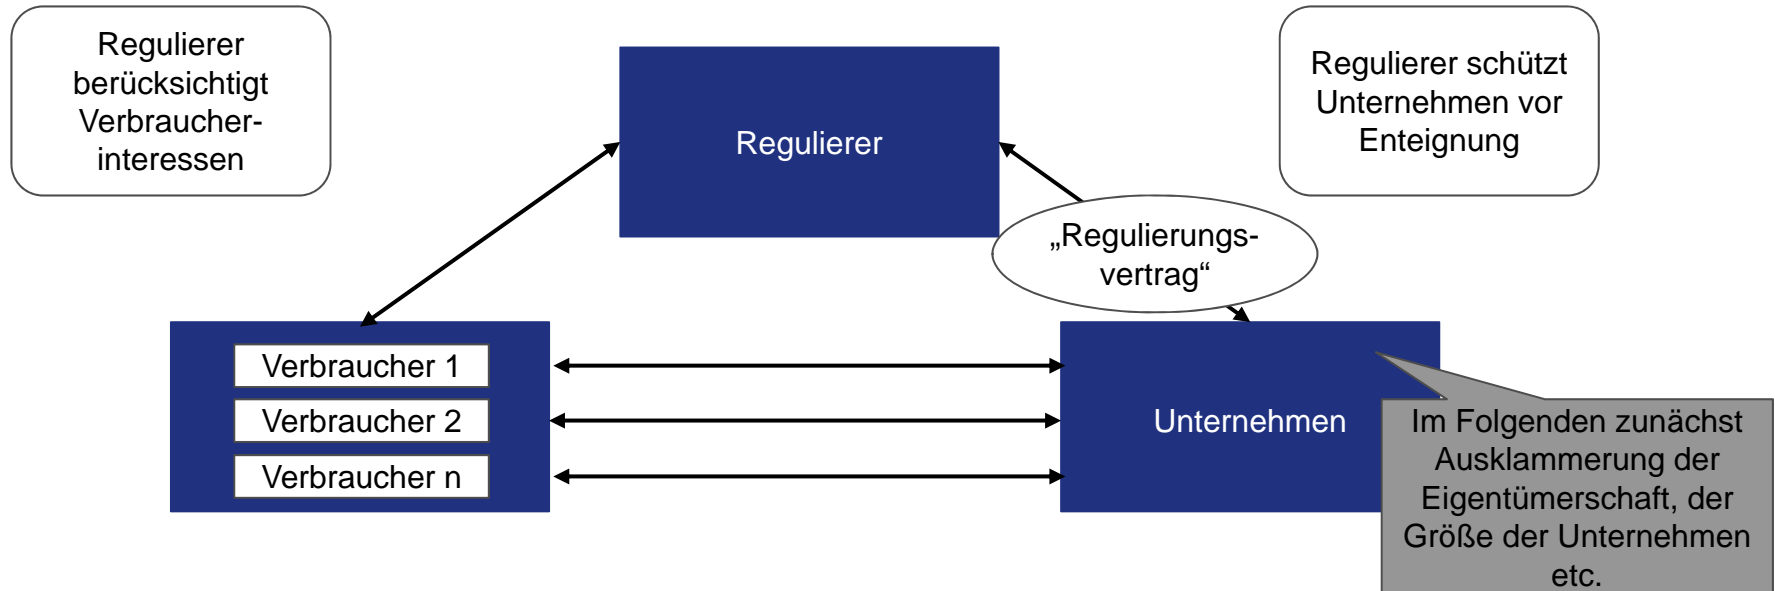 Regulierer
berücksichtigt
Verbraucher-
interessen
Regulierer
Regulierer schützt
Unternehmen vor
Enteignung
„Regulierungs-
vertrag“
Verbraucher 1
Verbraucher 2
Verbraucher n
Unternehmen
Im Folgenden zunächst
Ausklammerung der
Eigentümerschaft, der
Größe der Unternehmen
etc.